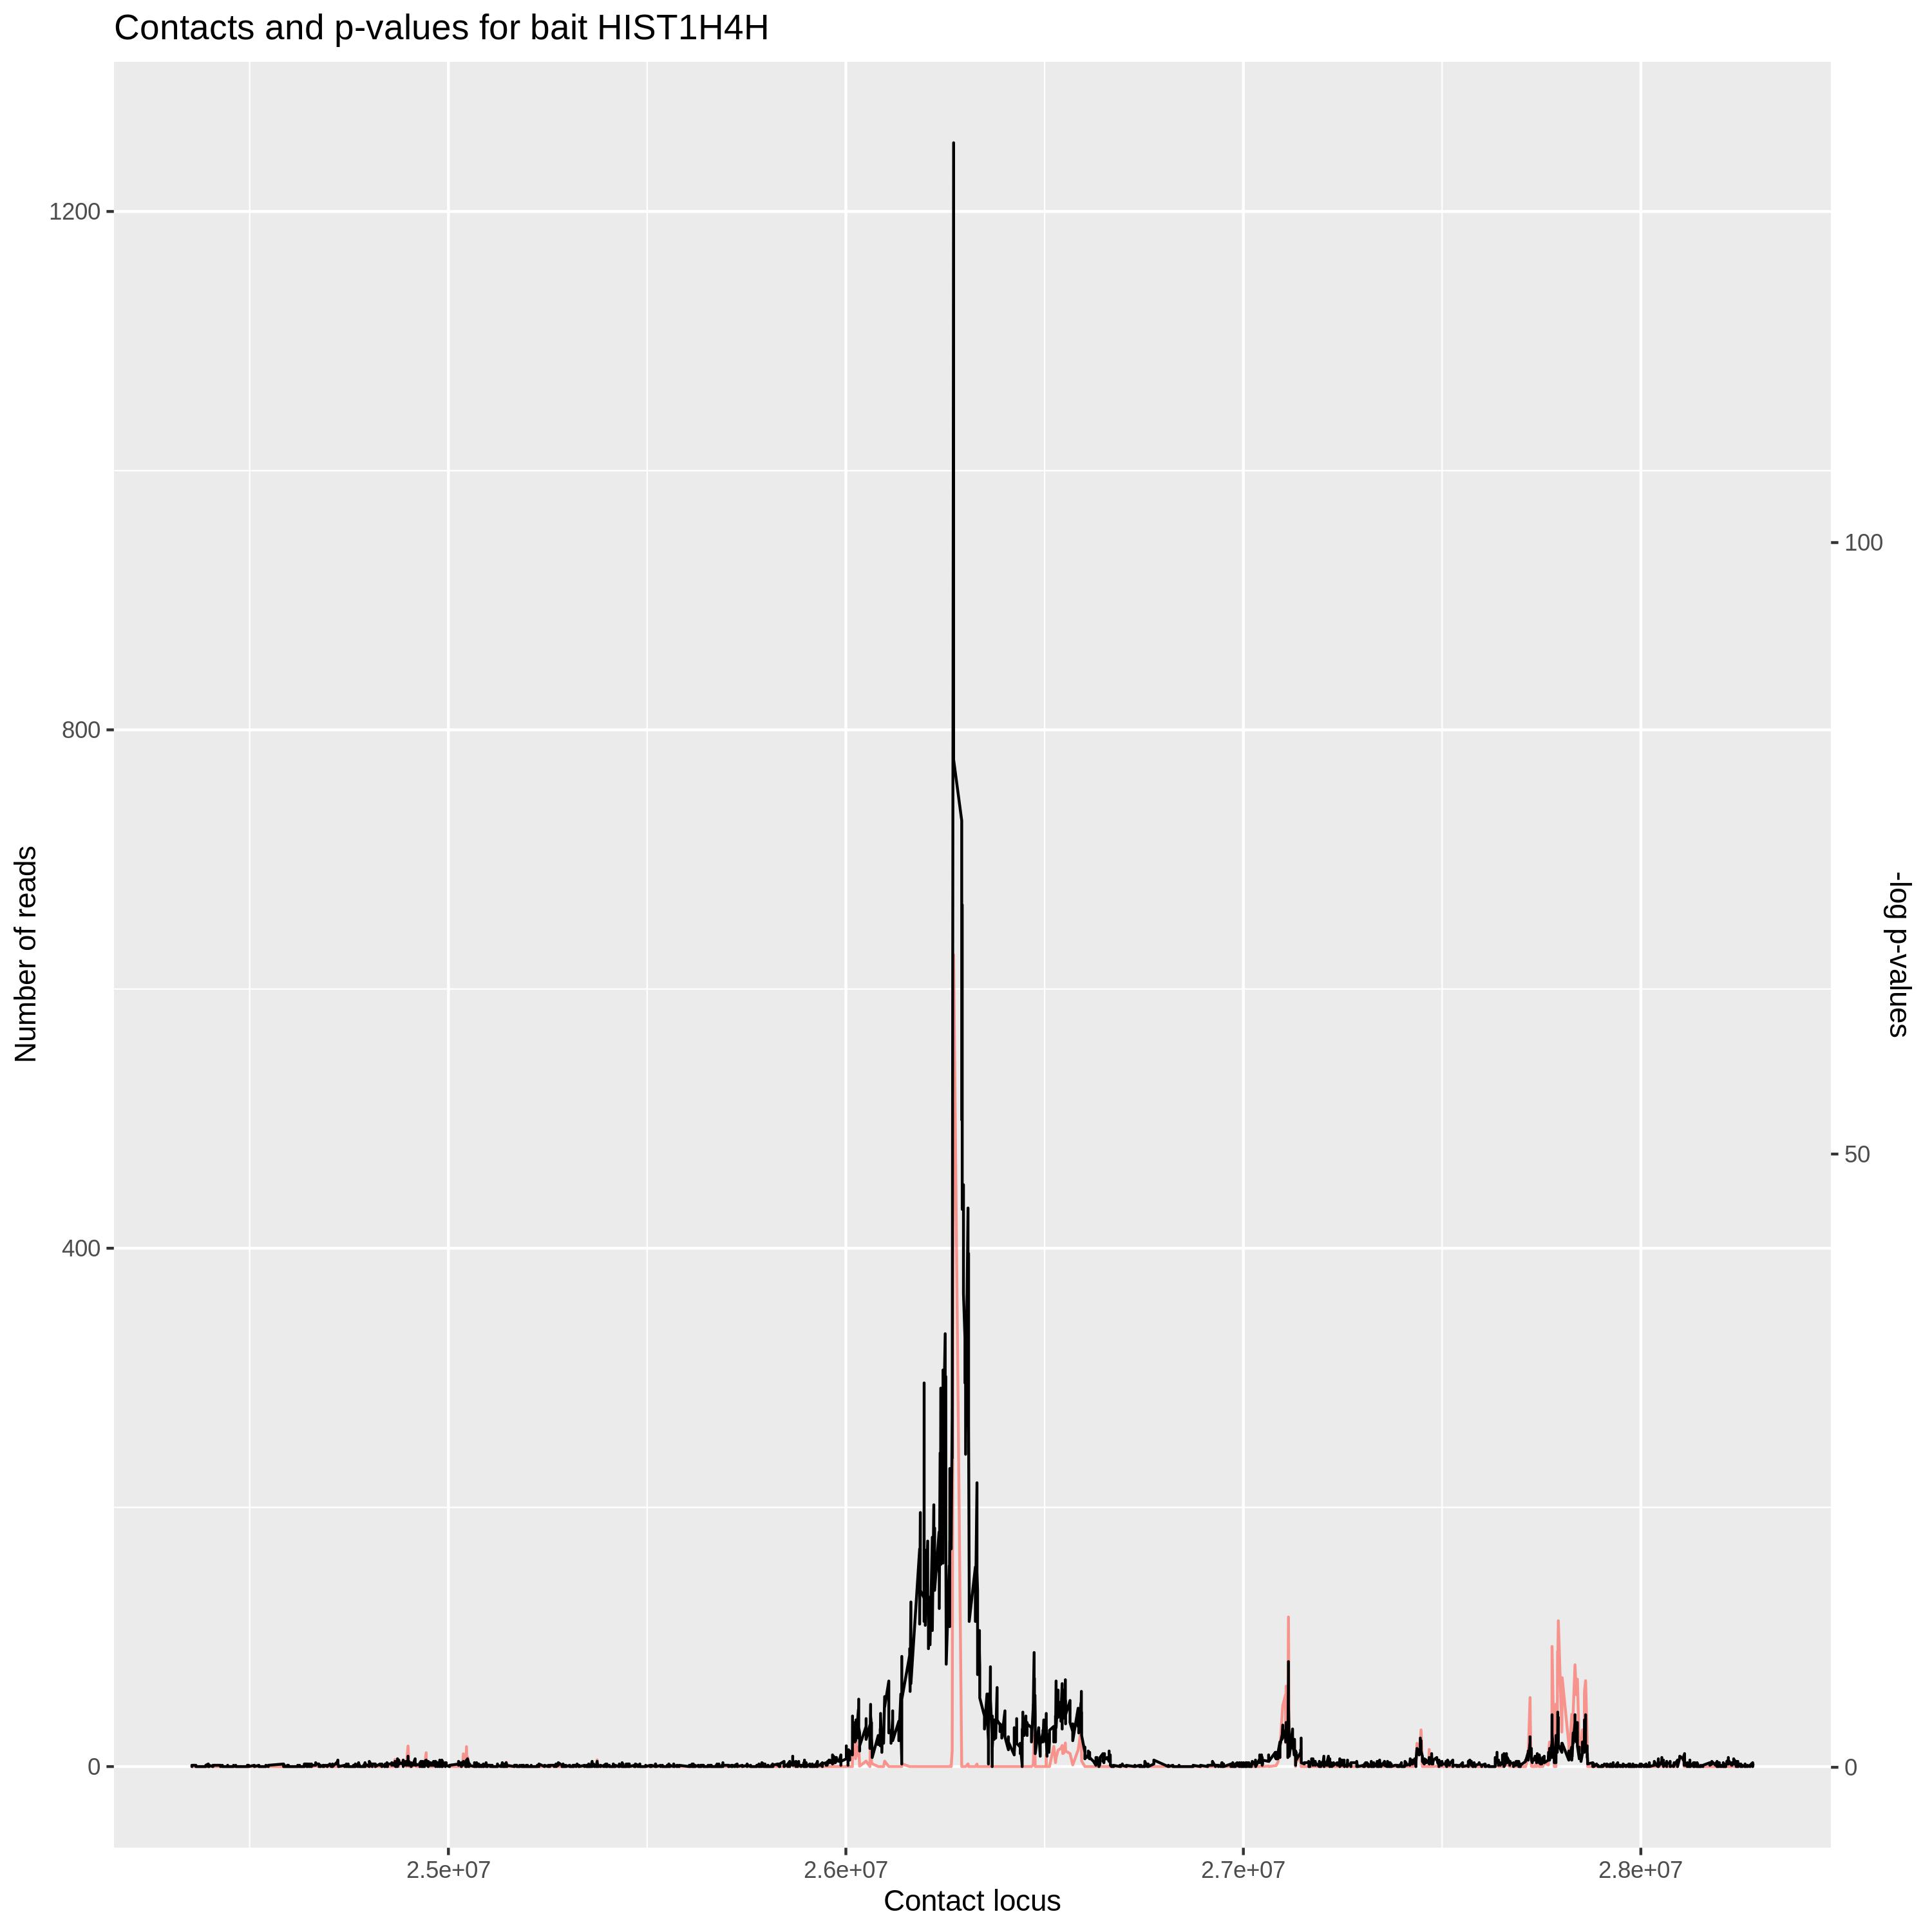 Contacts and p-values for bait HIST1H4H
1200
800
400
0
Number of reads
100
50
0
-log p-values
2.5e+07
2.6e+07
2.7e+07
2.8e+07
Contact locus